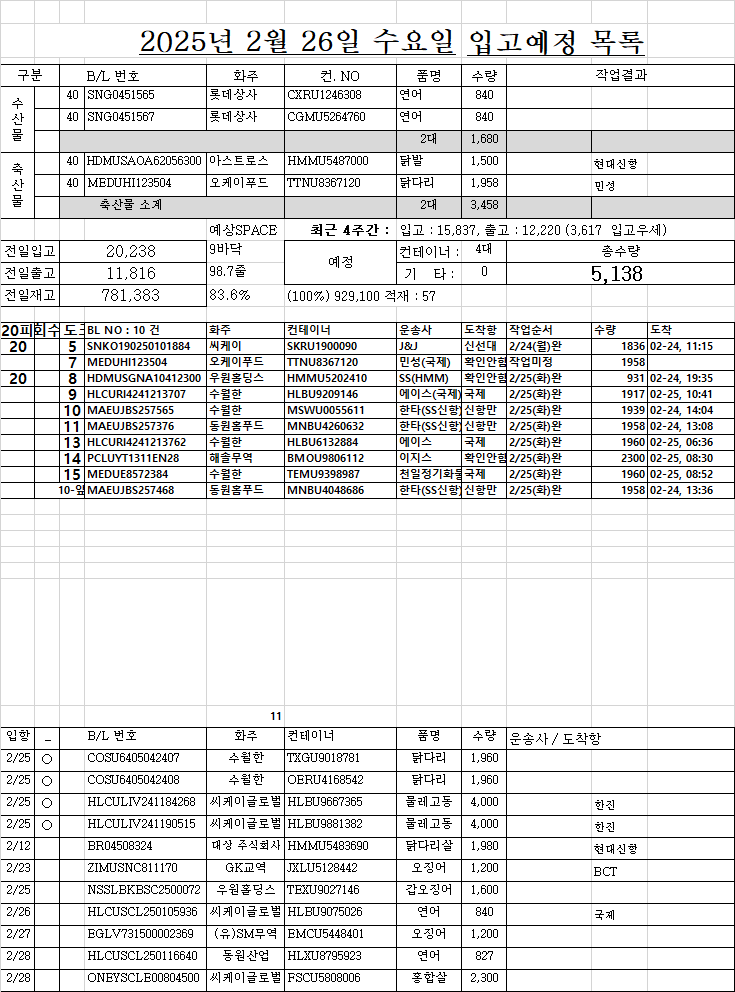 2025년 2월 26일 수요일 입고예정 목록
구분 B/L 번호 화주 컨. NO 품명 수량 작업결과
수산물
40 SNG0451565 롯데상사 CXRU1246308 연어 840
40 SNG0451567 롯데상사 CGMU5264760 연어 840
2대 1,680
축산물
40 HDMUSAOA62056300 아스트로스 HMMU5487000 닭발 1,500 현대신항
40 MEDUHI123504 오케이푸드 TTNU8367120 닭다리 1,958 민성
축산물 소계 2대 3,458
예상SPACE 최근 4주간 : 입고 : 15,837, 출고 : 12,220 (3,617 입고우세)
전일입고 20,238 9바닥 예정 컨테이너 : 4대 총수량
전일출고 11,816 98.7줄 기 타 : 0 5,138
전일재고 781,383 83.6% (100%) 929,100 적재 : 57
20피 회수 도크 BL NO : 10 건 화주 컨테이너 운송사 도착항 작업순서 수량 도착
20 5 SNKO190250101884 씨케이 SKRU1900090 J&J 신선대 2/24(월)완 1836 02-24, 11:15
7 MEDUHI123504 오케이푸드 TTNU8367120 민성(국제) 확인안함 작업미정 1958
20 8 HDMUSGNA10412300 우원홀딩스 HMMU5202410 SS(HMM) 확인안함 2/25(화)완 931 02-24, 19:35
9 HLCURI4241213707 수월한 HLBU9209146 에이스(국제) 국제 2/25(화)완 1917 02-25, 10:41
10 MAEUJBS257565 수월한 MSWU0055611 한타(SS신항) 신항만 2/25(화)완 1939 02-24, 14:04
11 MAEUJBS257376 동원홈푸드 MNBU4260632 한타(SS신항) 신항만 2/25(화)완 1958 02-24, 13:08
13 HLCURI4241213762 수월한 HLBU6132884 에이스 국제 2/25(화)완 1960 02-25, 06:36
14 PCLUYT1311EN28 해솔무역 BMOU9806112 이지스 확인안함 2/25(화)완 2300 02-25, 08:30
15 MEDUE8572384 수월한 TEMU9398987 천일정기화물 국제 2/25(화)완 1960 02-25, 08:52
10-앞 MAEUJBS257468 동원홈푸드 MNBU4048686 한타(SS신항) 신항만 2/25(화)완 1958 02-24, 13:36
11
입항 _ B/L 번호 화주 컨테이너 품명 수량 운송사 / 도착항
2/25 ○ COSU6405042407 수월한 TXGU9018781 닭다리 1,960
2/25 ○ COSU6405042408 수월한 OERU4168542 닭다리 1,960
2/25 ○ HLCULIV241184268 씨케이글로벌 HLBU9667365 물레고둥 4,000 한진
2/25 ○ HLCULIV241190515 씨케이글로벌 HLBU9881382 물레고둥 4,000 한진
2/12 BR04508324 대상 주식회사 HMMU5483690 닭다리살 1,980 현대신항
2/23 ZIMUSNC811170 GK교역 JXLU5128442 오징어 1,200 BCT
2/25 NSSLBKBSC2500072 우원홀딩스 TEXU9027146 갑오징어 1,600
2/26 HLCUSCL250105936 씨케이글로벌 HLBU9075026 연어 840 국제
2/27 EGLV731500002369 (유)SM무역 EMCU5448401 오징어 1,200
2/28 HLCUSCL250116640 동원산업 HLXU8795923 연어 827
2/28 ONEYSCLE00804500 씨케이글로벌 FSCU5808006 홍합살 2,300